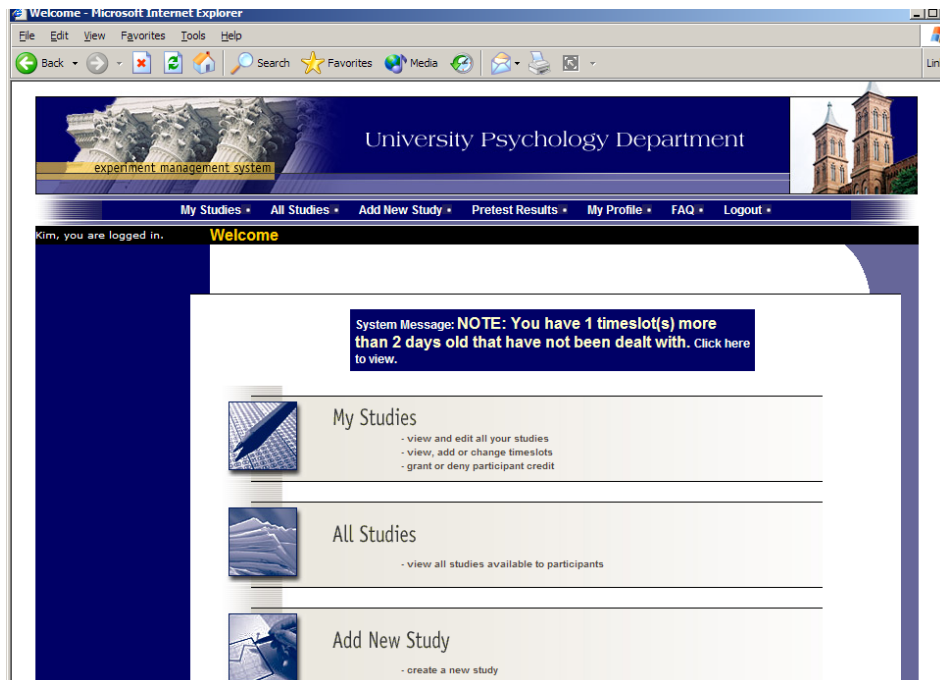 Welcome - Microsoft Internet Explorer
File Edit View Favorites Tools Help
Back Search Favorites Media
Lin
University Psychology Department
experiment management system
My Studies All Studies Add New Study Pretest Results My Profile FAQ Logout
Kim, you are logged in. Welcome
System Message: NOTE: You have 1 timeslot(s) more
than 2 days old that have not been dealt with. Click here
to view.
My Studies
- view and edit all your studies
- view, add or change timeslots
- grant or deny participant credit
All Studies
- view all studies available to participants
Add New Study
- create a new study